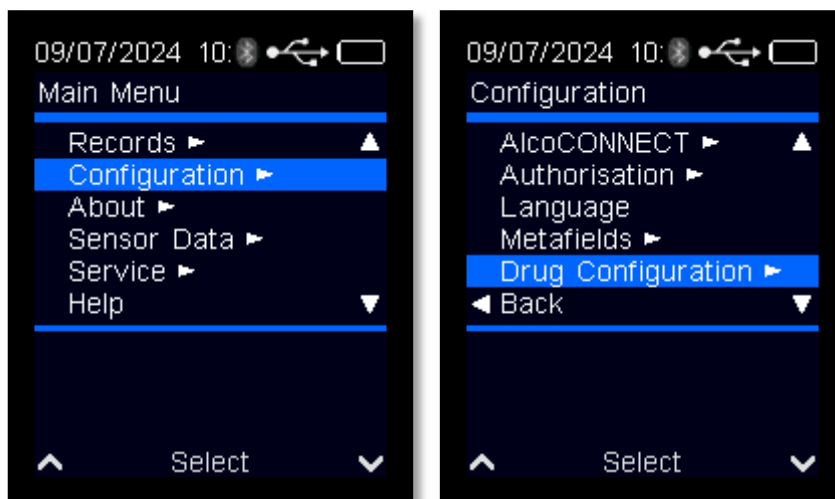 09/07/2024 10:
Main Menu
Records
Configuration
About
Sensor Data
Service
Help
Select
09/07/2024 10:
Configuration
AlcoCONNECT
Authorisation
Language
Metafields
Drug Configuration
Back
Select